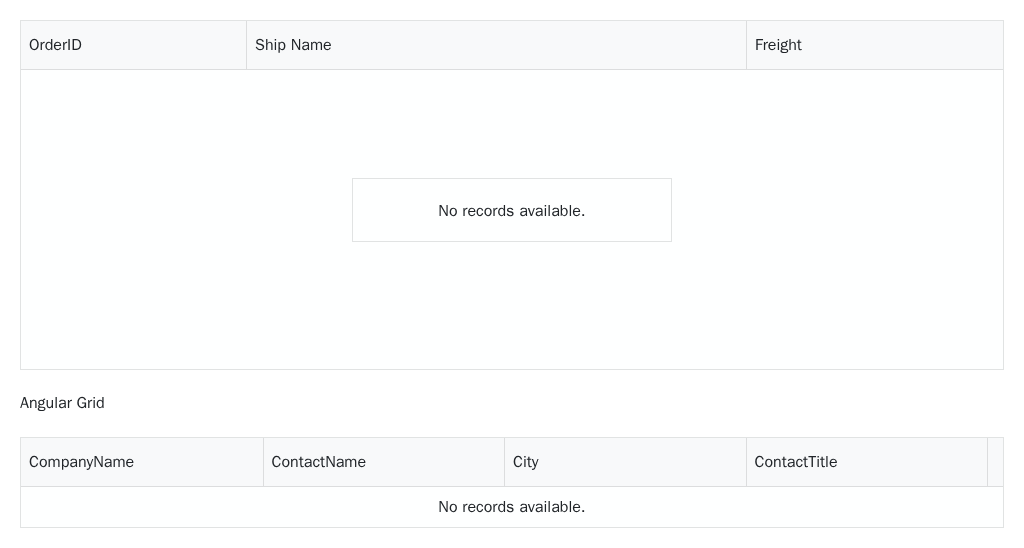 OrderID Ship Name Freight
No records available.
Angular Grid
CompanyName ContactName City ContactTitle
No records available.